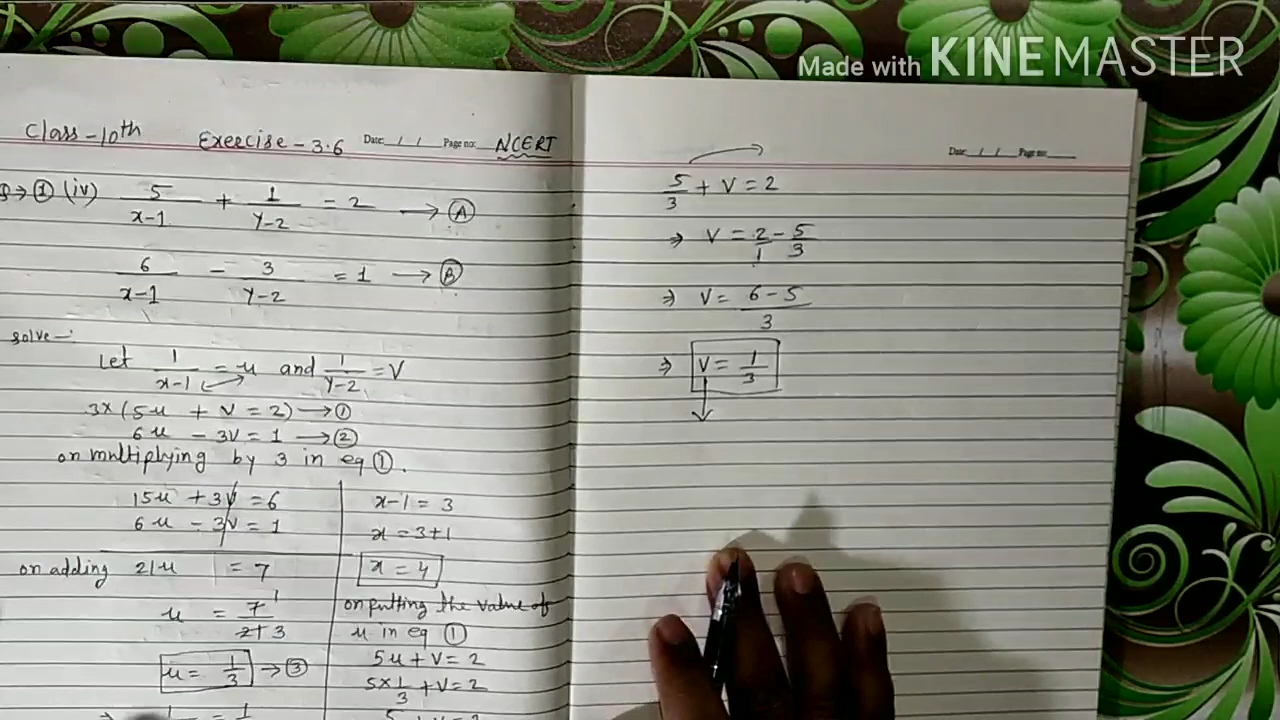 Made with KINEMASTER
Class-10th Exercise-3.6 Date: / / Page no: NCERT
① (iv) 5/(x-1) + 1/(y-2) = 2 → Ⓐ
6/(x-1) - 3/(y-2) = 1 → Ⓑ
solve-:
Let 1/(x-1) = u and 1/(y-2) = V
3×(5u + V = 2) → ①
6u - 3V = 1 → ②
on multiplying by 3 in eq ①.
15u + 3V = 6
6u - 3V = 1
on adding 21u = 7
u = 7/21 1 3
u = 1/3 → ③
1 = 1
x-1 = 3
x = 3+1
x = 4
on putting the value of
u in eq ①
5u + V = 2
5×1/3 + V = 2
Date: / / Page no:
5/3 + V = 2
⇒ V = 2/1 - 5/3
⇒ V = (6-5)/3
⇒ V = 1/3